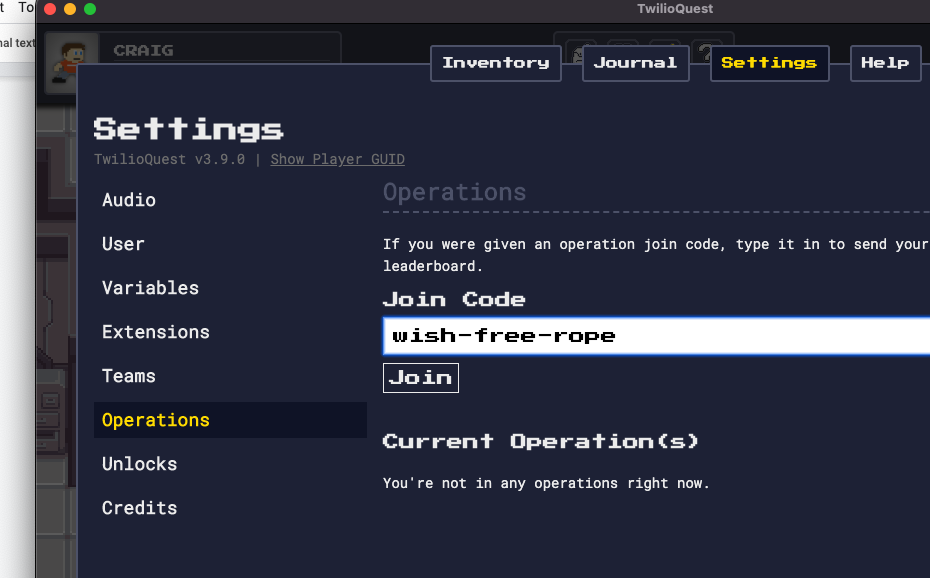 TwilioQuest
t To
nal text
CRAIG
?
Inventory
Journal
Settings
Help
Settings
TwilioQuest v3.9.0 | Show Player GUID
Audio
User
Variables
Extensions
Teams
Operations
Unlocks
Credits
Operations
If you were given an operation join code, type it in to send your
leaderboard.
Join Code
wish-free-rope
Join
Current Operation(s)
You're not in any operations right now.